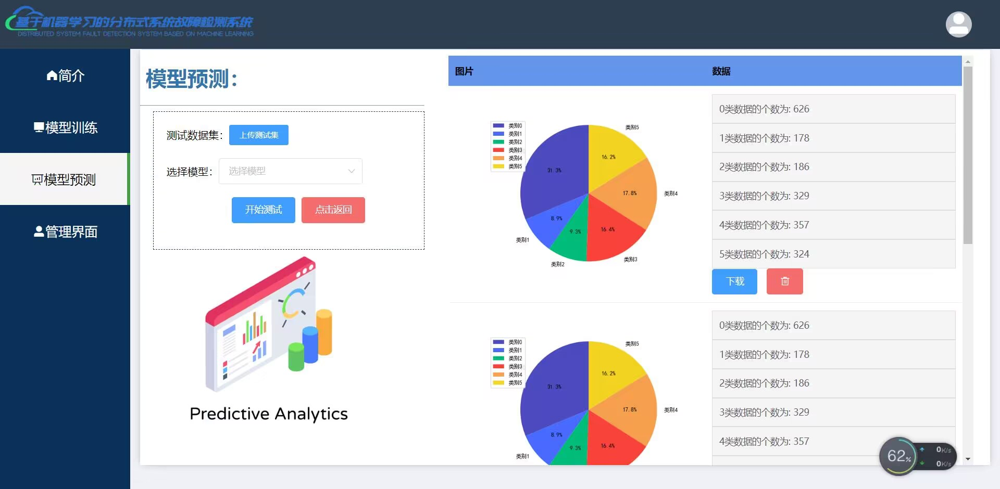 基于机器学习的分布式系统故障检测系统
DISTRIBUTED SYSTEM FAULT DETECTION SYSTEM BASED ON MACHINE LEARNING
简介
模型训练
模型预测
管理界面
模型预测：
测试数据集：
上传测试集
选择模型：
选择模型
开始测试
点击返回
Predictive Analytics
图片
数据
类别0
类别1
类别2
类别3
类别4
类别5
类别5
16.2%
31.3%
17.8%
类别4
8.9%
9.3%
16.4%
类别1
类别3
类别2
0类数据的个数为: 626
1类数据的个数为: 178
2类数据的个数为: 186
3类数据的个数为: 329
4类数据的个数为: 357
5类数据的个数为: 324
下载
类别0
类别1
类别2
类别3
类别4
类别5
类别5
16.2%
31.3%
17.8%
类别4
8.9%
9.3%
16.4%
类别1
0类数据的个数为: 626
1类数据的个数为: 178
2类数据的个数为: 186
3类数据的个数为: 329
4类数据的个数为: 357
62%
0K/s
0K/s